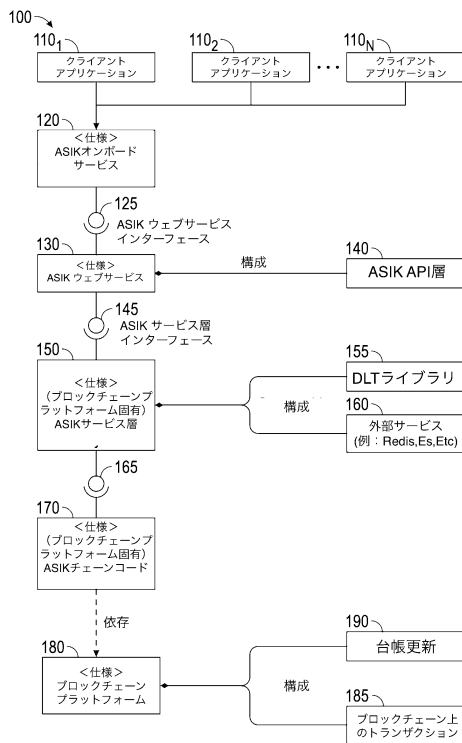 100
110₁
110₂
110N
クライアント
アプリケーション
クライアント
アプリケーション
クライアント
アプリケーション
120
＜仕様＞
ASIKオンボード
サービス
125
ASIK ウェブサービス
インターフェース
130
＜仕様＞
ASIK ウェブサービス
構成
140
ASIK API層
145
ASIK サービス層
インターフェース
150
＜仕様＞
（ブロックチェーンプ
ラットフォーム固有）
ASIKサービス層
155
DLTライブラリ
構成
160
外部サービス
(例：Redis,Es,Etc)
165
170
＜仕様＞
（ブロックチェーンプ
ラットフォーム固有）
ASIKチェーンコード
依存
180
＜仕様＞
ブロックチェーン
プラットフォーム
190
台帳更新
構成
185
ブロックチェーン上
のトランザクション